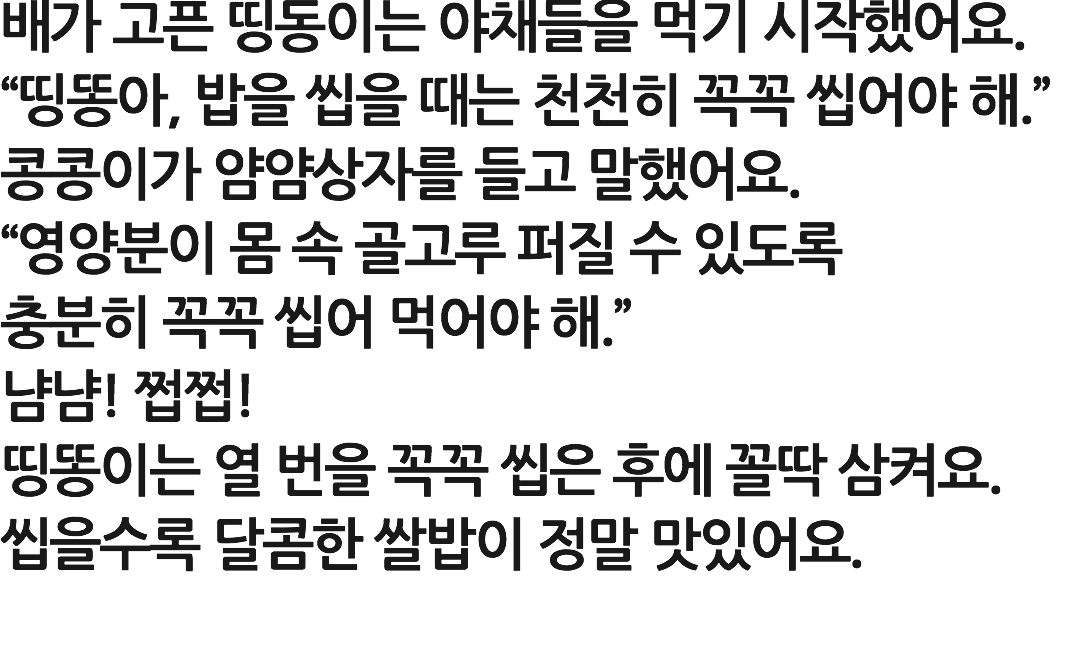 배가 고픈 띵동이는 야채들을 먹기 시작했어요.
“띵똥아, 밥을 씹을 때는 천천히 꼭꼭 씹어야 해.”
콩콩이가 얌얌상자를 들고 말했어요.
“영양분이 몸 속 골고루 퍼질 수 있도록
충분히 꼭꼭 씹어 먹어야 해.”
냠냠! 쩝쩝!
띵똥이는 열 번을 꼭꼭 씹은 후에 꼴딱 삼켜요.
씹을수록 달콤한 쌀밥이 정말 맛있어요.